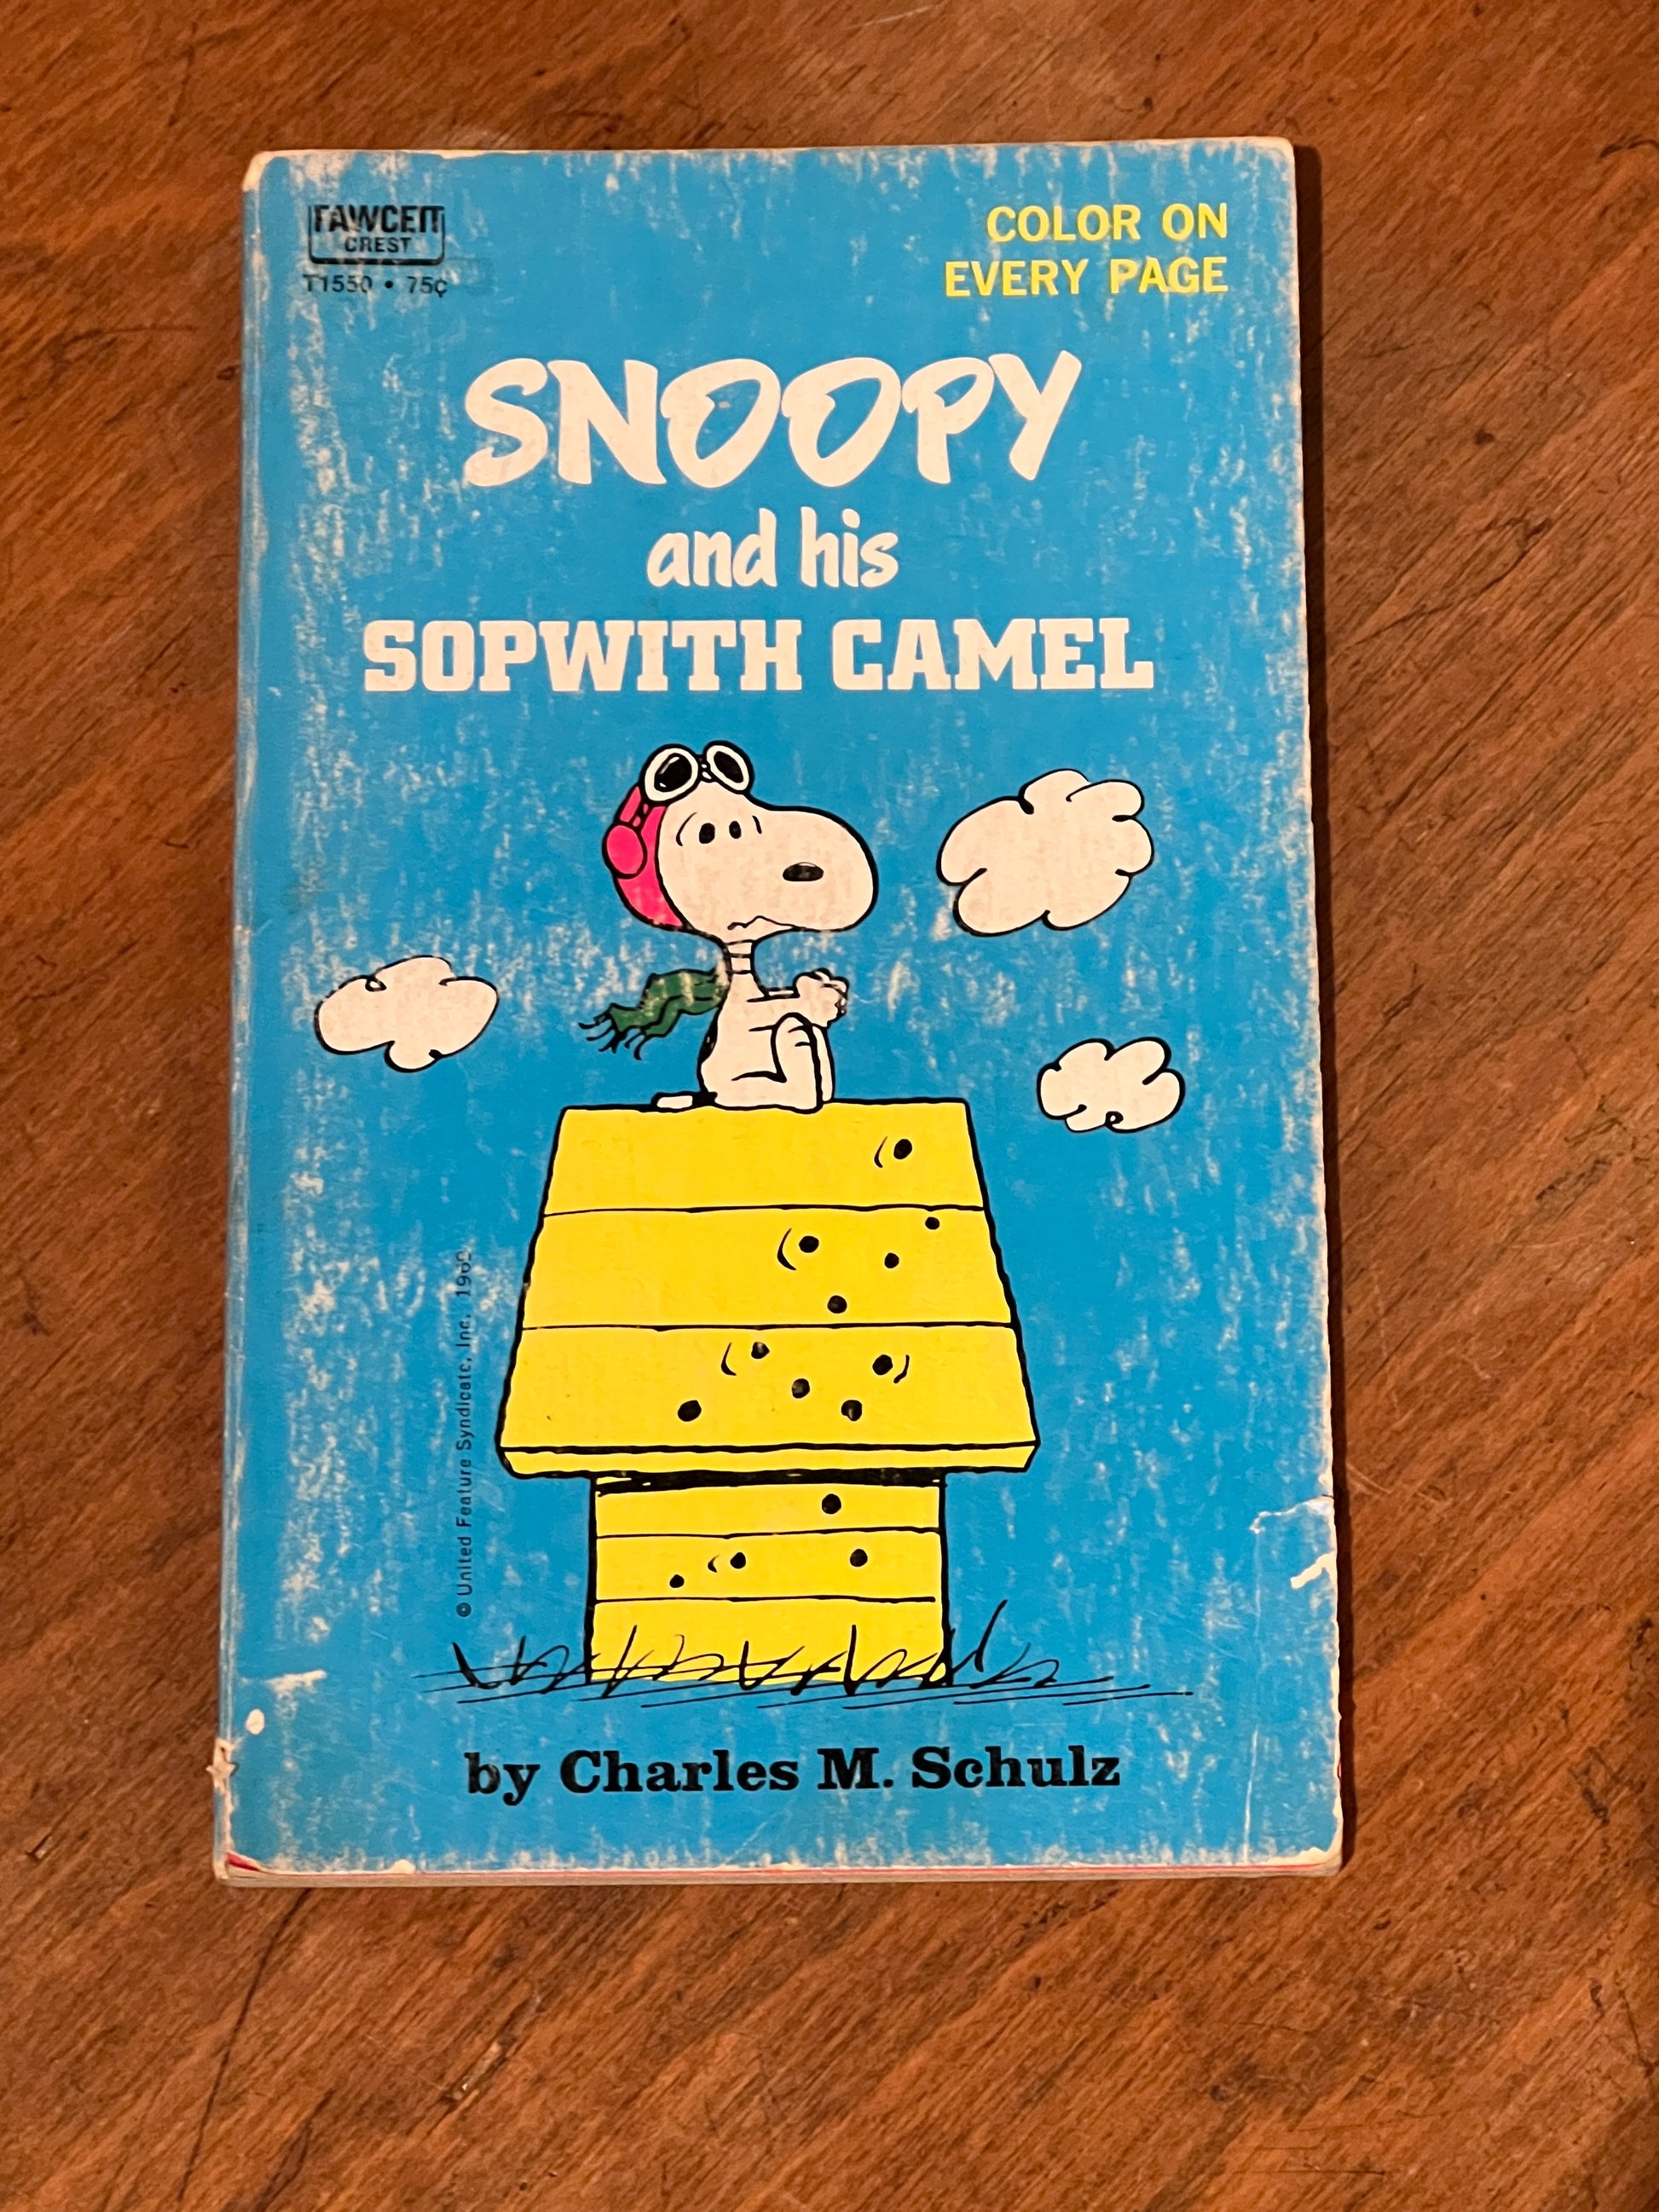 FAWCETT
CREST
T1550 • 75¢
COLOR ON
EVERY PAGE
SNOOPY
and his
SOPWITH CAMEL
© United Feature Syndicate, Inc.
by Charles M. Schulz